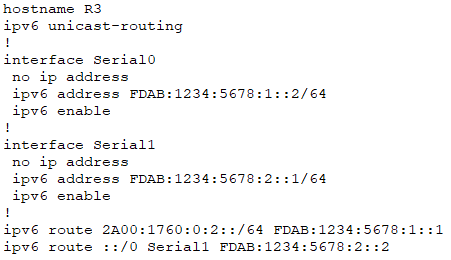 hostname R3
ipv6 unicast-routing
!
interface Serial0
 no ip address
 ipv6 address FDAB:1234:5678:1::2/64
 ipv6 enable
!
interface Serial1
 no ip address
 ipv6 address FDAB:1234:5678:2::1/64
 ipv6 enable
!
ipv6 route 2A00:1760:0:2::/64 FDAB:1234:5678:1::1
ipv6 route ::/0 Serial1 FDAB:1234:5678:2::2